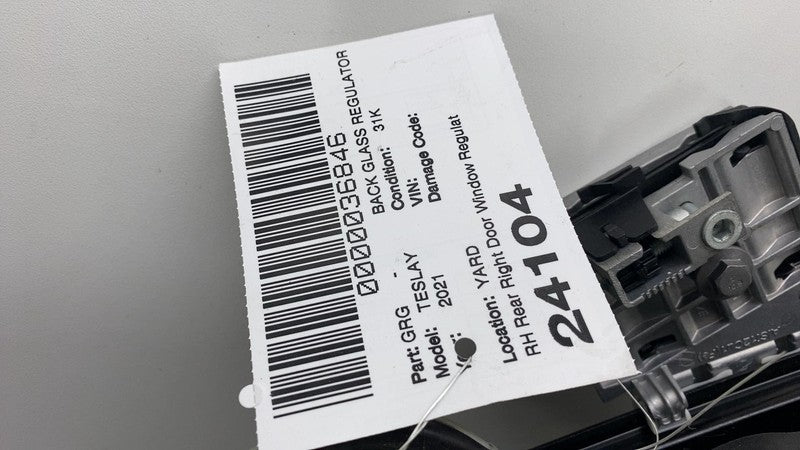 0000036846
BACK GLASS REGULATOR
Part: GRG - Condition: 31K
Model: TESLAY VIN:
Year: 2021 Damage Code:
Location: YARD
RH Rear Right Door Window Regulat
24104